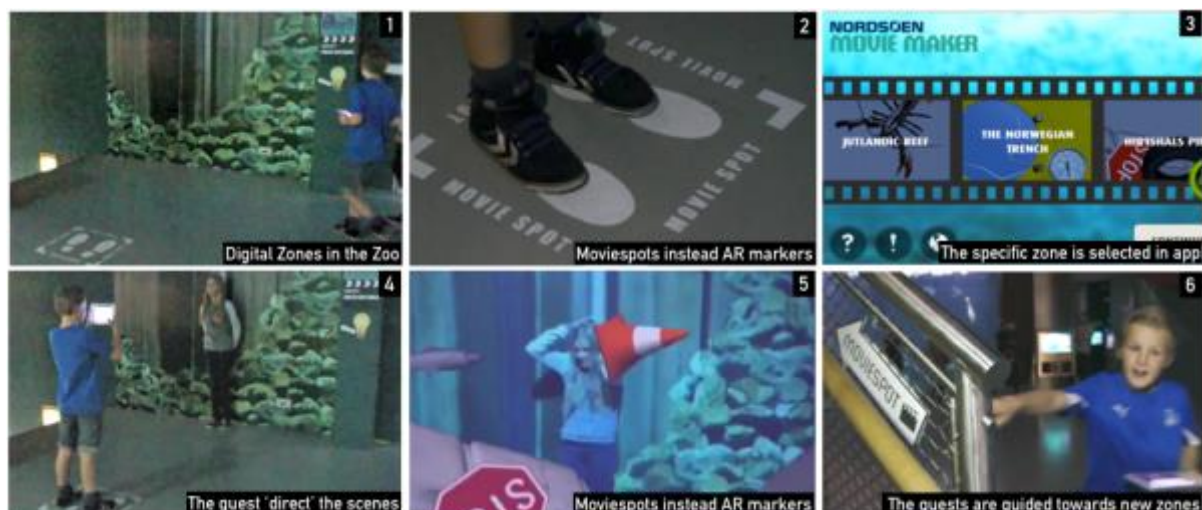 1
Digital Zones in the Zoo
2
MOVIE SPOT
MOVIE SPOT
MOVIE SPOT
Moviespots instead AR markers
3
NORDSØEN
MOVIE MAKER
JUTLANDIC REEF
THE NORWEGIAN
TRENCH
HIRTSHALS
?
!
The specific zone is selected in app
4
The guest 'direct' the scenes
5
Moviespots instead AR markers
6
MOVIESPOT
The guests are guided towards new zones